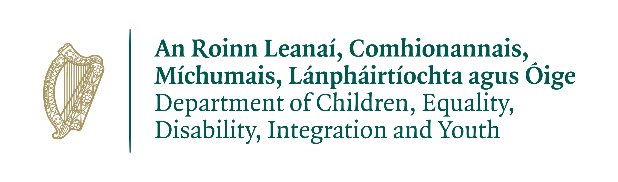 An Roinn Leanaí, Comhionannais,
Míchumais, Lánpháirtíochta agus Óige
Department of Children, Equality,
Disability, Integration and Youth